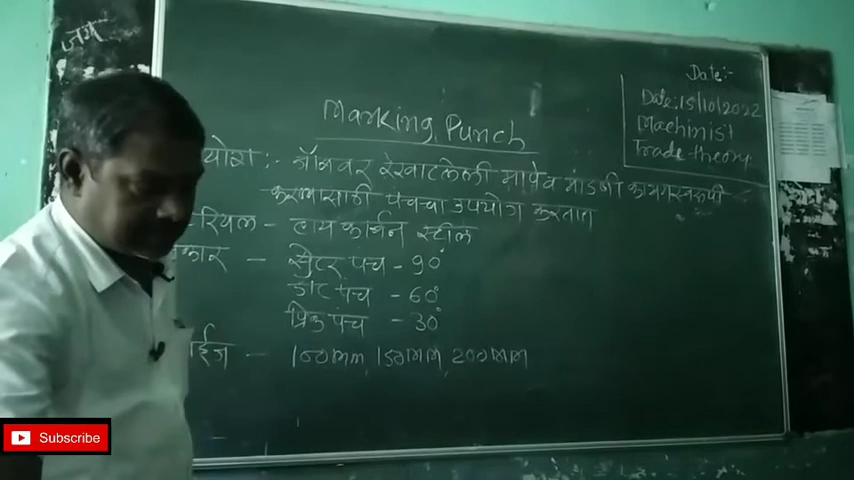 Date:-
Date: 15/10/2022
Machinist
Trade theory
Marking Punch
योग :- जॉबवर रेखाटलेली मापे व मांडणी कायमस्वरूपी
करण्यासाठी पंचचा उपयोग करतात
रियल - हाय कार्बन स्टील
कार - सेंटर पंच - 90°
डॉट पंच - 60°
प्रिक पंच - 30°
ईज - 100mm, 150mm, 200mm
Subscribe